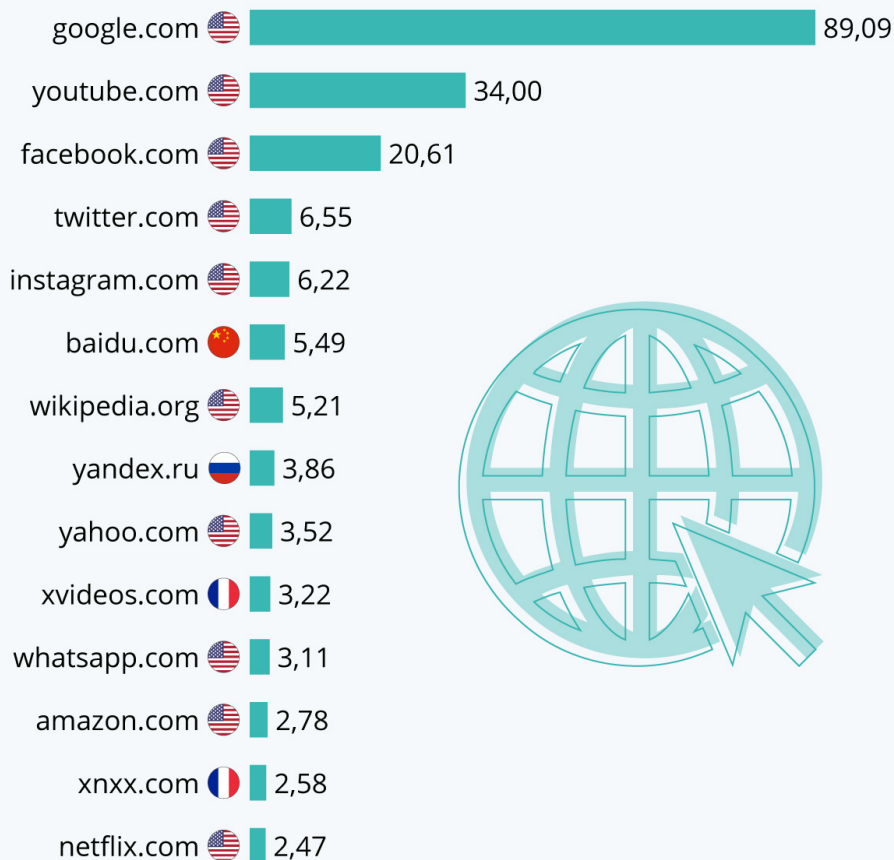 google.com 89,09
youtube.com 34,00
facebook.com 20,61
twitter.com 6,55
instagram.com 6,22
baidu.com 5,49
wikipedia.org 5,21
yandex.ru 3,86
yahoo.com 3,52
xvideos.com 3,22
whatsapp.com 3,11
amazon.com 2,78
xnxx.com 2,58
netflix.com 2,47